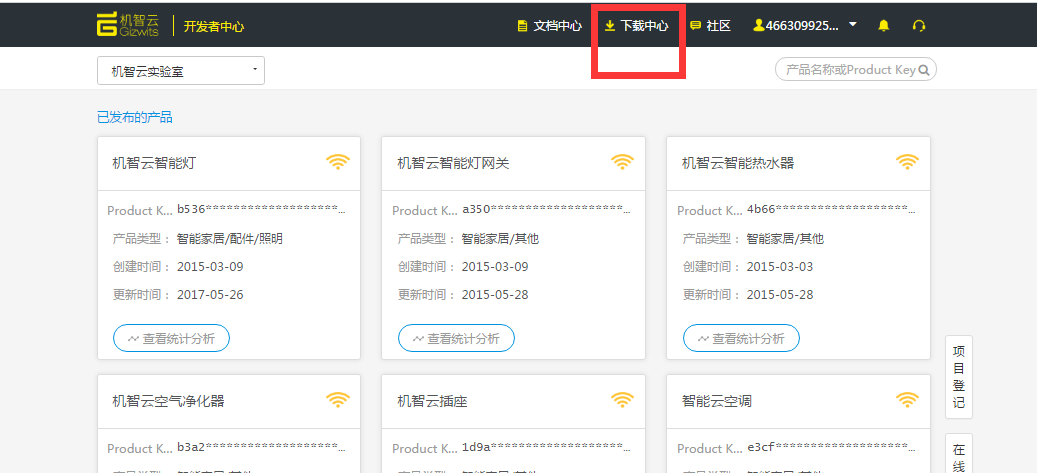 机智云 Gizwits 开发者中心 文档中心 下载中心 社区 466309925...
机智云实验室 产品名称或Product Key
已发布的产品
机智云智能灯
Product K... b536*******************...
产品类型： 智能家居/配件/照明
创建时间： 2015-03-09
更新时间： 2017-05-26
查看统计分析
机智云智能灯网关
Product K... a350*******************...
产品类型： 智能家居/其他
创建时间： 2015-03-09
更新时间： 2015-05-28
查看统计分析
机智云智能热水器
Product K... 4b66*******************...
产品类型： 智能家居/其他
创建时间： 2015-03-03
更新时间： 2015-05-28
查看统计分析
机智云空气净化器
Product K... b3a2*******************...
机智云插座
Product K... 1d9a*******************...
智能云空调
Product K... e3cf*******************...
项目登记
在线